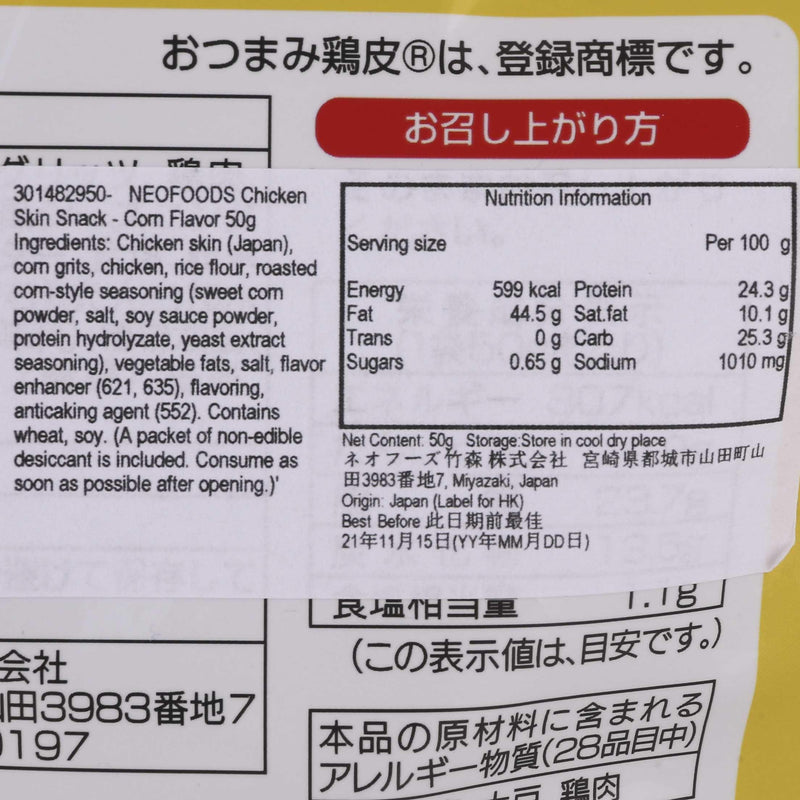 おつまみ鶏皮®は、登録商標です。
お召し上がり方
301482950- NEOFOODS Chicken
Skin Snack - Corn Flavor 50g
Ingredients: Chicken skin (Japan),
corn grits, chicken, rice flour, roasted
corn-style seasoning (sweet corn
powder, salt, soy sauce powder,
protein hydrolyzate, yeast extract
seasoning), vegetable fats, salt, flavor
enhancer (621, 635), flavoring,
anticaking agent (552). Contains
wheat, soy. (A packet of non-edible
desiccant is included. Consume as
soon as possible after opening.)'
Nutrition Information
Serving size Per 100 g
Energy 599 kcal Protein 24.3 g
Fat 44.5 g Sat.fat 10.1 g
Trans 0 g Carb 25.3 g
Sugars 0.65 g Sodium 1010 mg
Net Content: 50g Storage:Store in cool dry place
ネオフーズ竹森 株式会社 宮崎県都城市山田町山
田3983番地7, Miyazaki, Japan
Origin: Japan (Label for HK)
Best Before 此日期前最佳
21年11月15日(YY年MM月DD日)
食塩相当量 1.1g
(この表示値は、目安です。)
会社
山田3983番地7
0197
本品の原材料に含まれる
アレルギー物質(28品目中)
大豆、鶏肉